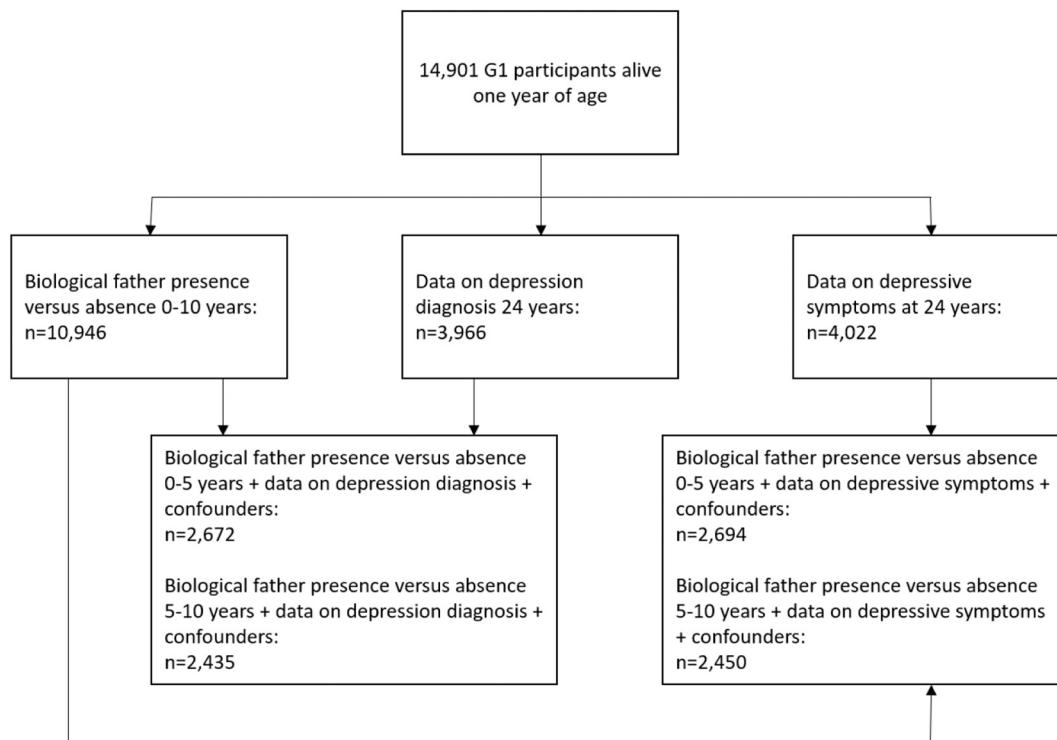 14,901 G1 participants alive
one year of age
Biological father presence
versus absence 0-10 years:
n=10,946
Data on depression
diagnosis 24 years:
n=3,966
Data on depressive
symptoms at 24 years:
n=4,022
Biological father presence versus absence
0-5 years + data on depression diagnosis +
confounders:
n=2,672
Biological father presence versus absence
5-10 years + data on depression diagnosis +
confounders:
n=2,435
Biological father presence versus absence
0-5 years + data on depressive symptoms +
confounders:
n=2,694
Biological father presence versus absence
5-10 years + data on depressive symptoms
+ confounders:
n=2,450